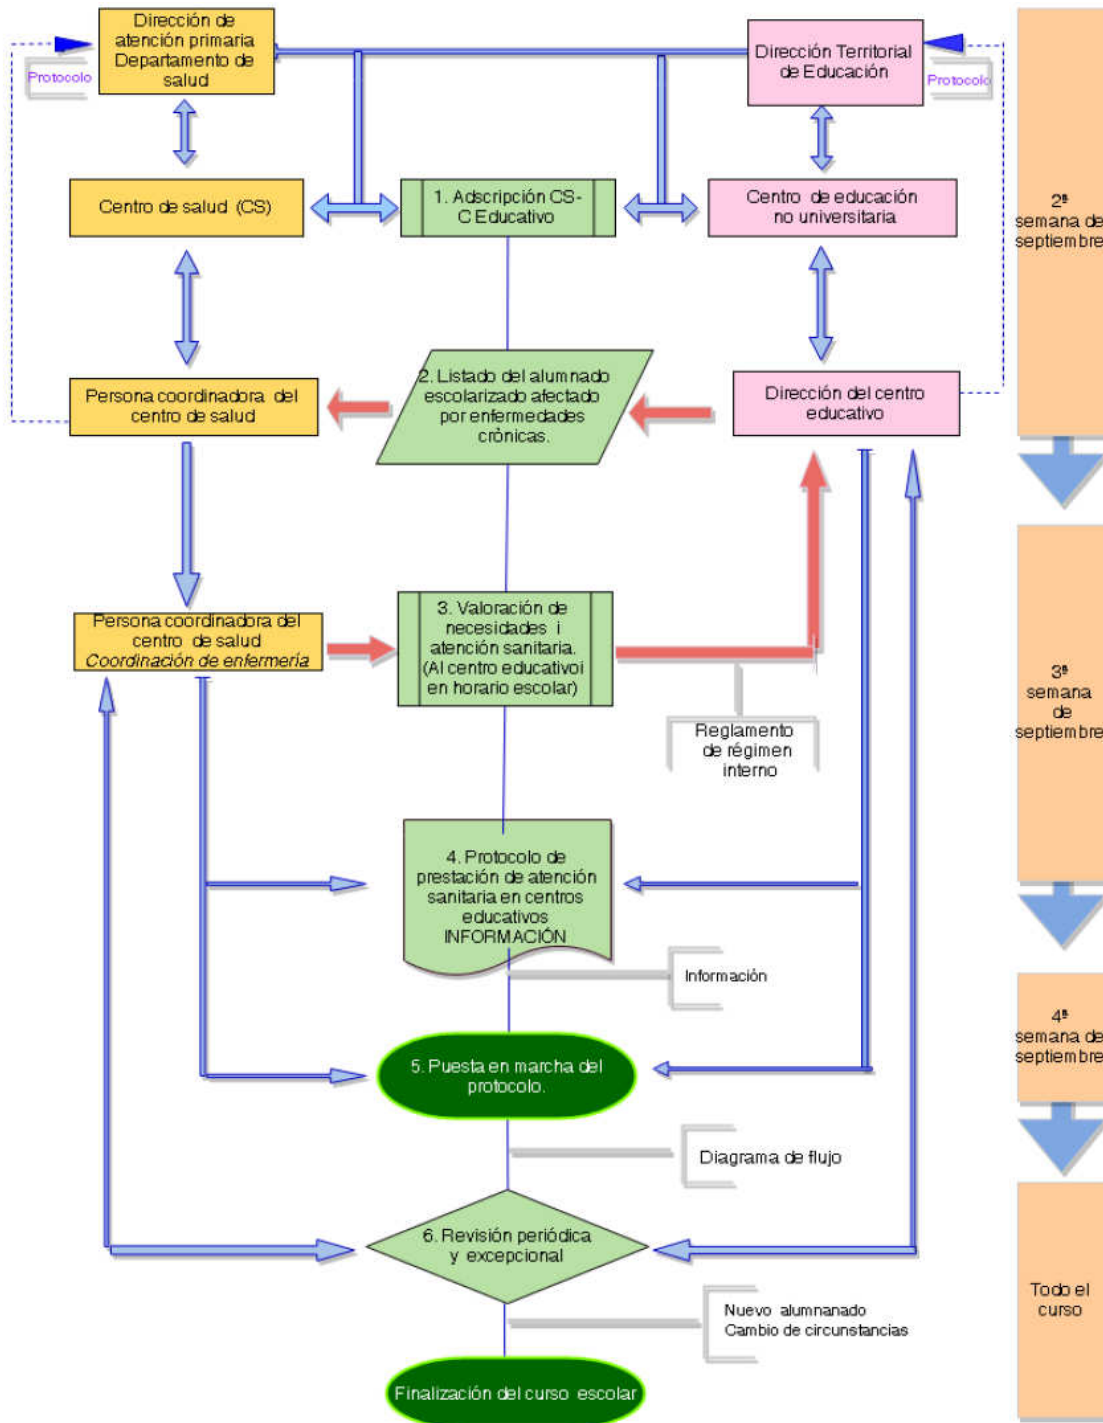 Dirección de
atención primaria
Departamento de
salud
Dirección Territorial
de Educación
Protocolo
Protocolo
2ª
semana de
septiembre
Centro de salud (CS)
1. Adscripción CS-
C Educativo
Centro de educación
no universitaria
Persona coordinadora del
centro de salud
2. Listado del alumnado
escolarizado afectado
por enfermedades
crònicas.
Dirección del centro
educativo
Persona coordinadora del
centro de salud
Coordinación de enfermería
3. Valoración de
necesidades i
atención sanitaria.
(Al centro educativoi
en horario escolar)
3ª
semana
de
septiembre
Reglamento
de régimen
interno
4. Protocolo de
prestación de atención
sanitaria en centros
educativos
INFORMACIÓN
Información
4ª
semana de
septiembre
5. Puesta en marcha del
protocolo.
Diagrama de flujo
6. Revisión periódica
y excepcional
Todo el
curso
Nuevo alumnanado
Cambio de circunstancias
Finalización del curso escolar